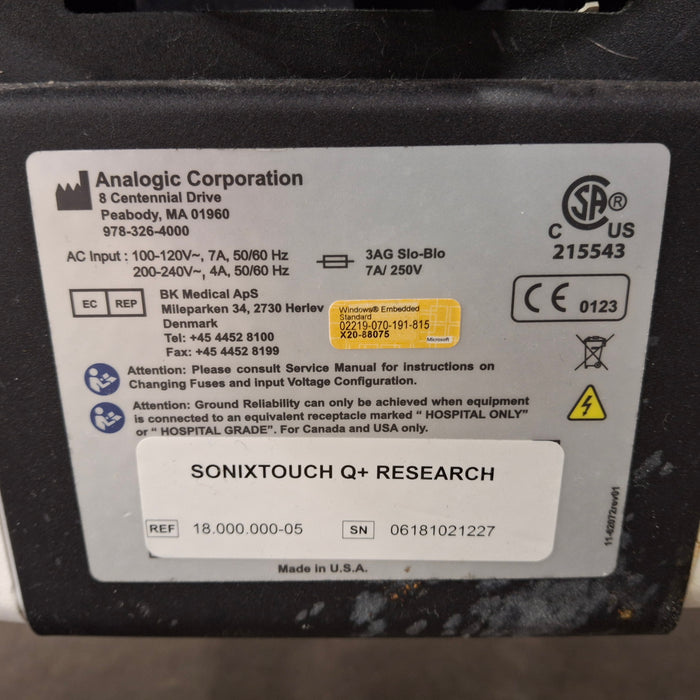 Analogic Corporation
8 Centennial Drive
Peabody, MA 01960
978-326-4000
AC Input : 100-120V~, 7A, 50/60 Hz
200-240V~, 4A, 50/60 Hz
3AG Slo-Blo
7A/ 250V
CSA ®
C US
215543
EC REP
BK Medical ApS
Mileparken 34, 2730 Herlev
Denmark
Tel: +45 4452 8100
Fax: +45 4452 8199
Windows® Embedded
Standard
02219-070-191-815
X20-88075
Microsoft
CE 0123
Attention: Please consult Service Manual for instructions on
Changing Fuses and input Voltage Configuration.
Attention: Ground Reliability can only be achieved when equipment
is connected to an equivalent receptacle marked “ HOSPITAL ONLY”
or “ HOSPITAL GRADE”. For Canada and USA only.
SONIXTOUCH Q+ RESEARCH
REF 18.000.000-05 SN 06181021227
Made in U.S.A.
11-62072/rev01